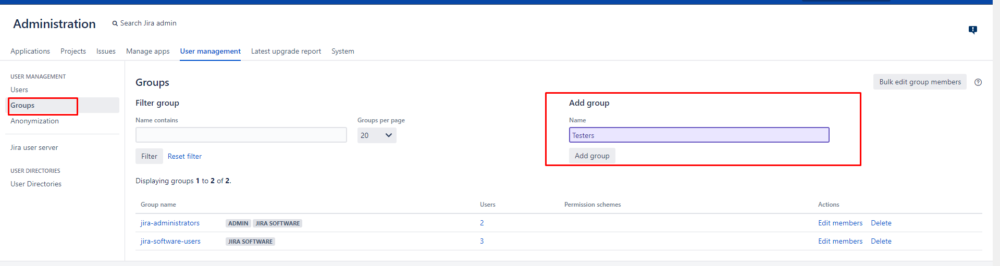 Administration
Search Jira admin
Applications Projects Issues Manage apps User management Latest upgrade report System
USER MANAGEMENT
Users
Groups
Anonymization
Jira user server
USER DIRECTORIES
User Directories
Groups
Bulk edit group members
Filter group
Name contains
Groups per page
20
Filter Reset filter
Add group
Name
Testers
Add group
Displaying groups 1 to 2 of 2.
Group name Users Permission schemes Actions
jira-administrators ADMIN JIRA SOFTWARE 2 Edit members Delete
jira-software-users JIRA SOFTWARE 3 Edit members Delete